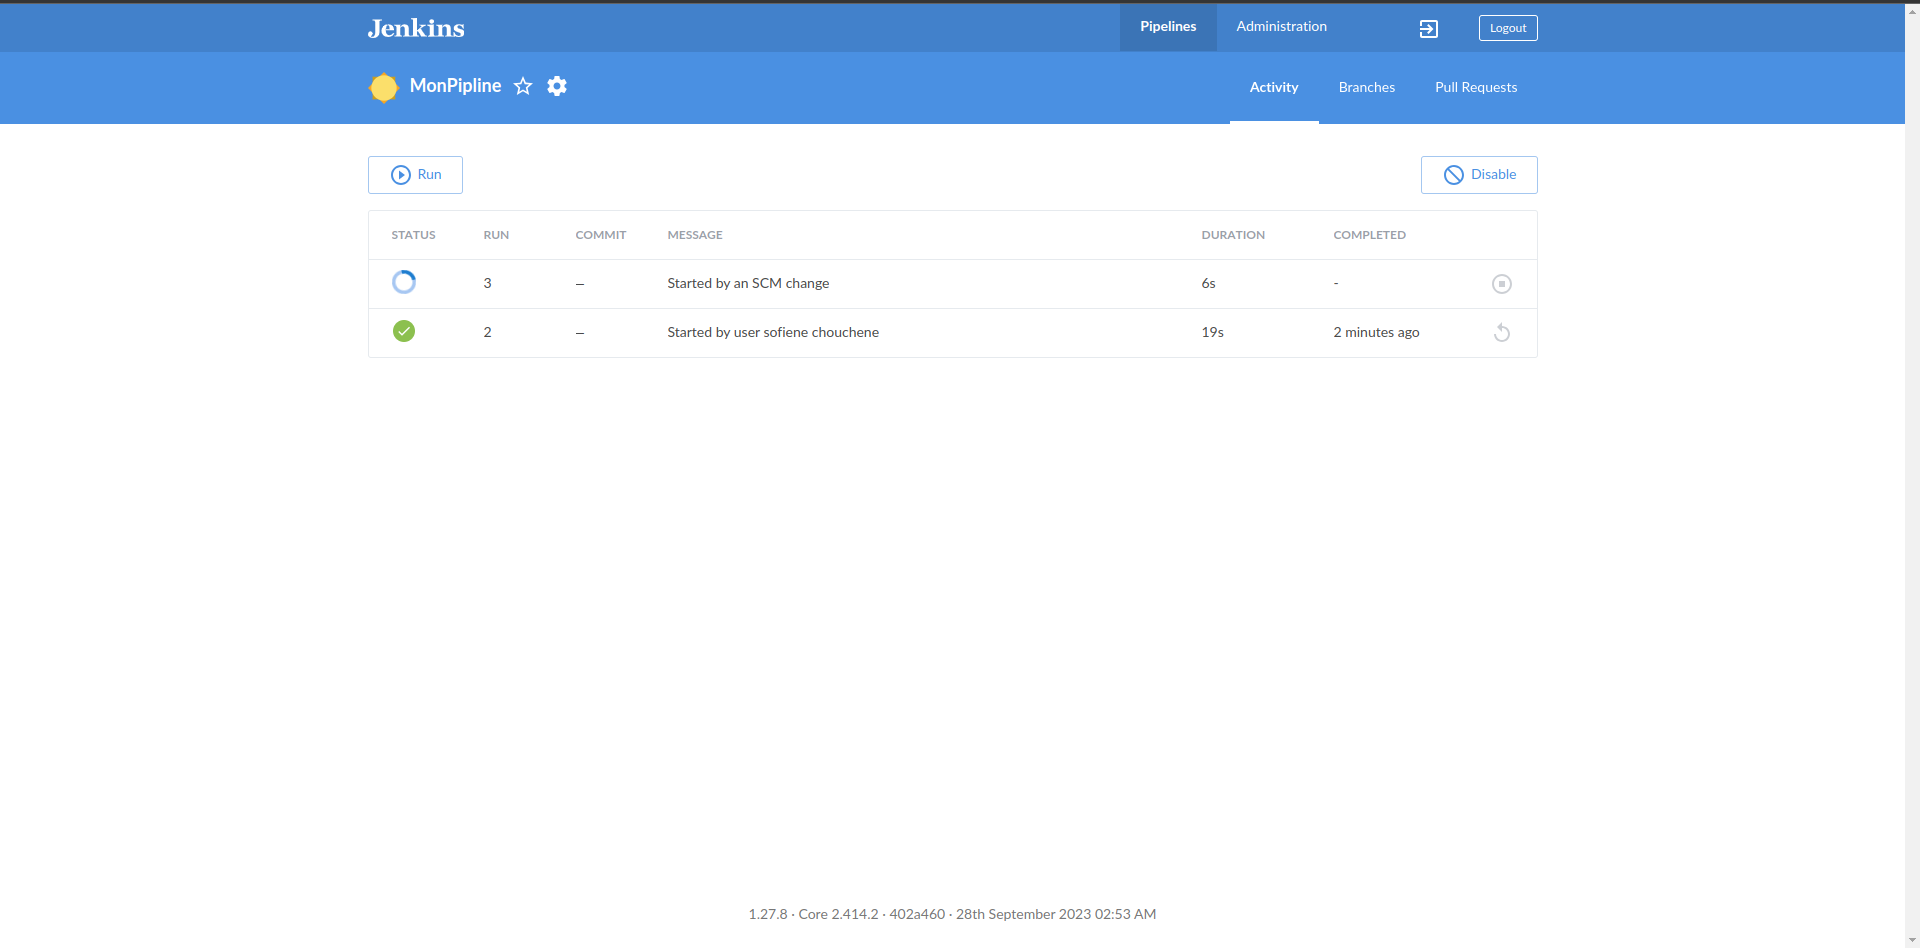 Jenkins
Pipelines Administration Logout
MonPipline
Activity Branches Pull Requests
Run Disable
STATUS RUN COMMIT MESSAGE DURATION COMPLETED
3 – Started by an SCM change 6s -
2 – Started by user sofiene chouchene 19s 2 minutes ago
1.27.8 · Core 2.414.2 · 402a460 · 28th September 2023 02:53 AM